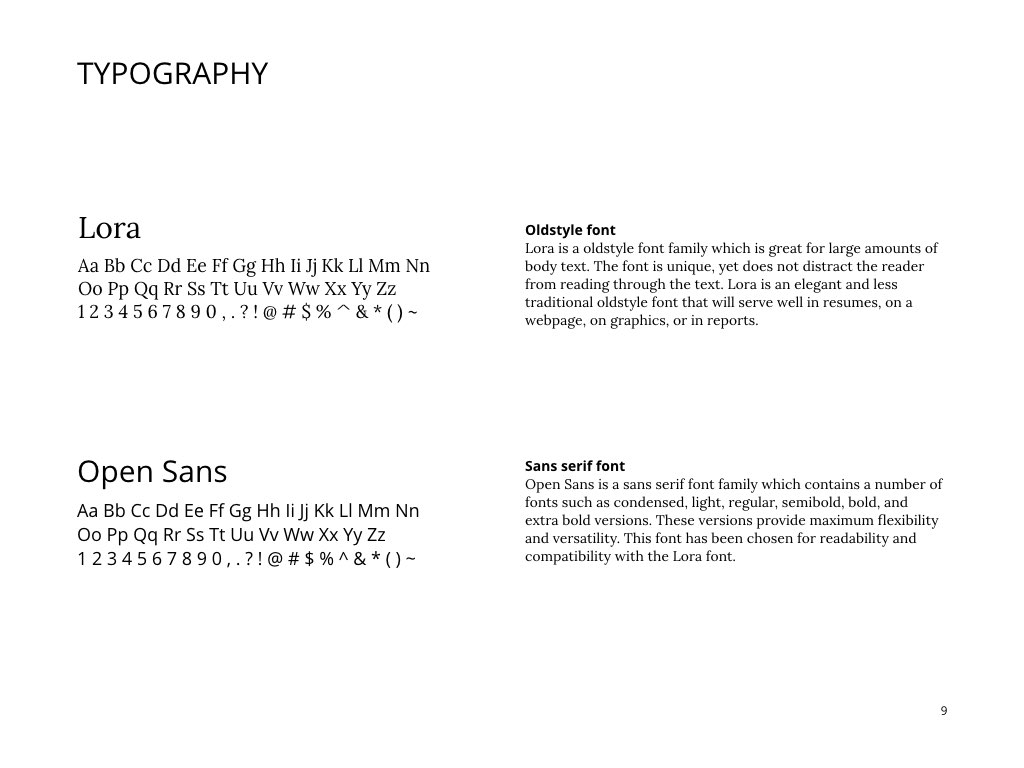 TYPOGRAPHY
Lora
Aa Bb Cc Dd Ee Ff Gg Hh Ii Jj Kk Ll Mm Nn
Oo Pp Qq Rr Ss Tt Uu Vv Ww Xx Yy Zz
1 2 3 4 5 6 7 8 9 0 , . ? ! @ # $ % ^ & * ( ) ~
Oldstyle font
Lora is a oldstyle font family which is great for large amounts of
body text. The font is unique, yet does not distract the reader
from reading through the text. Lora is an elegant and less
traditional oldstyle font that will serve well in resumes, on a
webpage, on graphics, or in reports.
Open Sans
Aa Bb Cc Dd Ee Ff Gg Hh Ii Jj Kk Ll Mm Nn
Oo Pp Qq Rr Ss Tt Uu Vv Ww Xx Yy Zz
1 2 3 4 5 6 7 8 9 0 , . ? ! @ # $ % ^ & * ( ) ~
Sans serif font
Open Sans is a sans serif font family which contains a number of
fonts such as condensed, light, regular, semibold, bold, and
extra bold versions. These versions provide maximum flexibility
and versatility. This font has been chosen for readability and
compatibility with the Lora font.
9